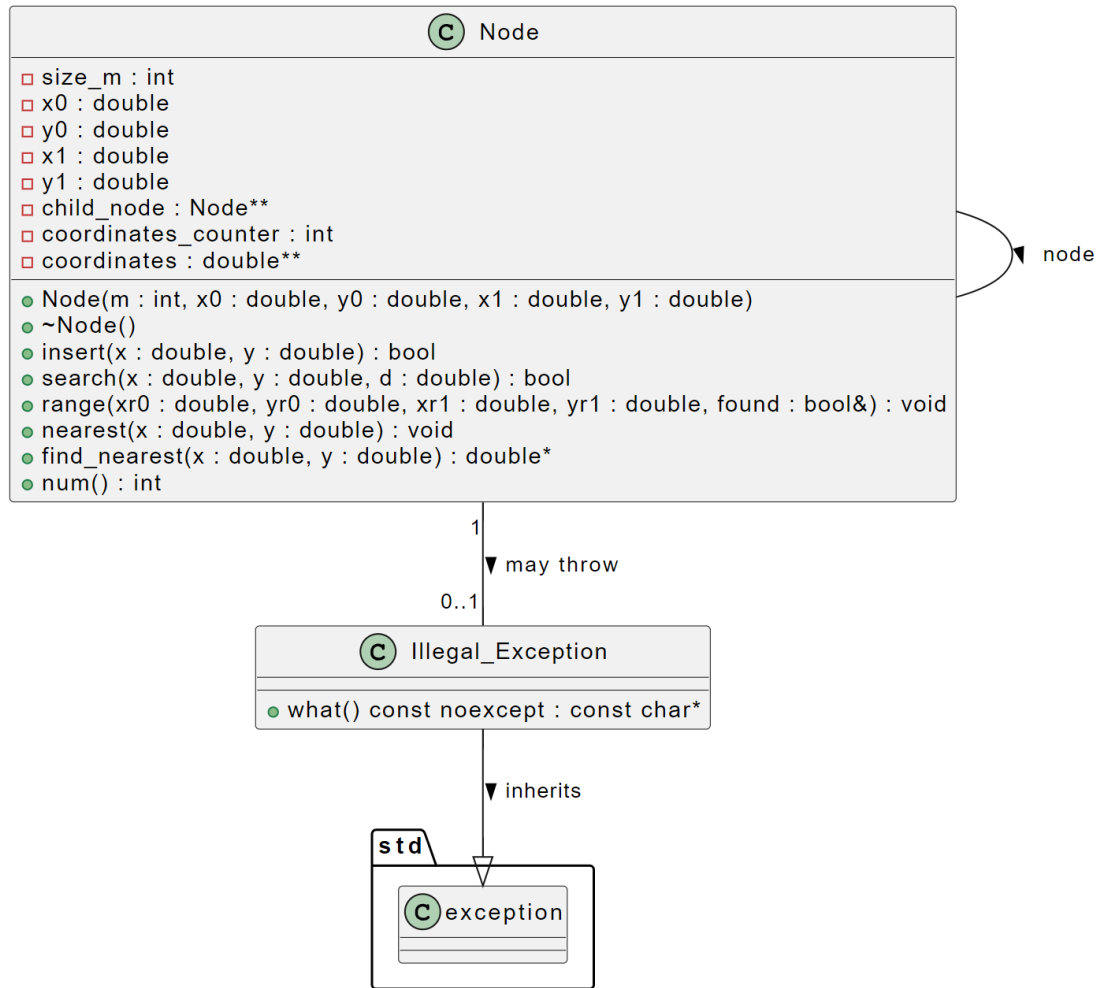 C Node
size_m : int
x0 : double
y0 : double
x1 : double
y1 : double
child_node : Node**
coordinates_counter : int
coordinates : double**
node
Node(m : int, x0 : double, y0 : double, x1 : double, y1 : double)
~Node()
insert(x : double, y : double) : bool
search(x : double, y : double, d : double) : bool
range(xr0 : double, yr0 : double, xr1 : double, yr1 : double, found : bool&) : void
nearest(x : double, y : double) : void
find_nearest(x : double, y : double) : double*
num() : int
1
may throw
0..1
C Illegal_Exception
what() const noexcept : const char*
inherits
std
C exception